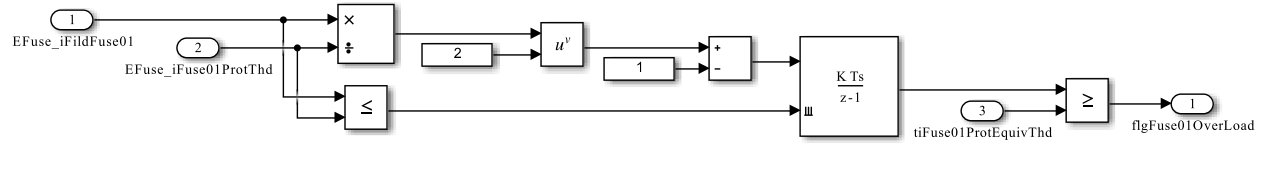 1
EFuse_iFildFuse01
2
EFuse_iFuse01ProtThd
×
÷
2
u^v
1
+
-
≤
K Ts
z-1
3
tiFuse01ProtEquivThd
≥
1
flgFuse01OverLoad